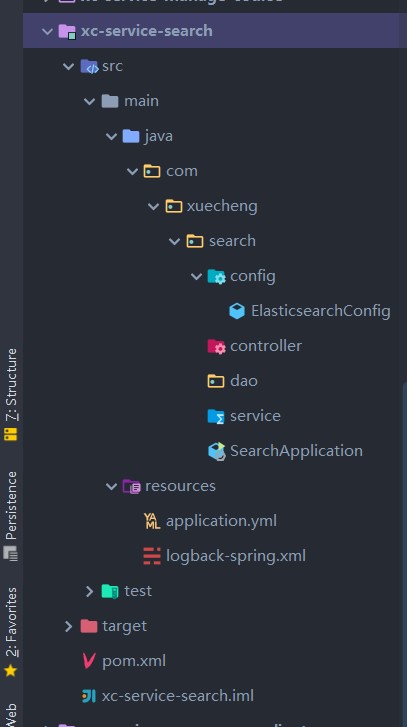 xc-service-search
src
main
java
com
xuecheng
search
config
ElasticsearchConfig
controller
dao
service
SearchApplication
resources
application.yml
logback-spring.xml
test
target
pom.xml
xc-service-search.iml
Z: Structure
Persistence
2: Favorites
Web